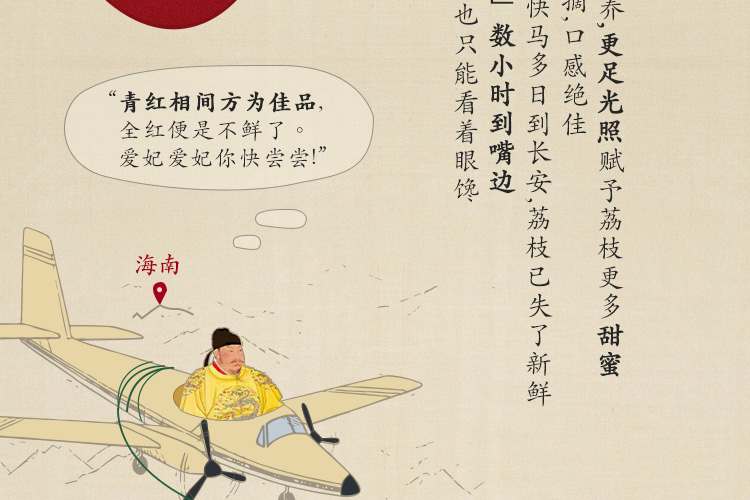 养,更足光照赋予荔枝更多甜蜜
摘,口感绝佳
快马多日到长安,荔枝已失了新鲜
数小时到嘴边
也只能看着眼馋
“青红相间方为佳品,
全红便是不鲜了。
爱妃爱妃你快尝尝!”
海南